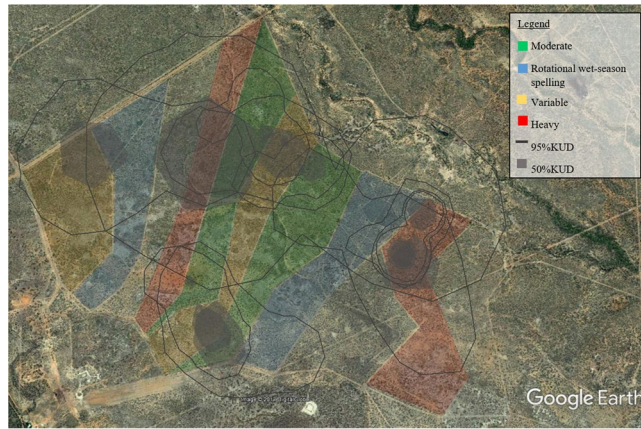 Legend
Moderate
Rotational wet-season
spelling
Variable
Heavy
95%KUD
50%KUD
Google Earth